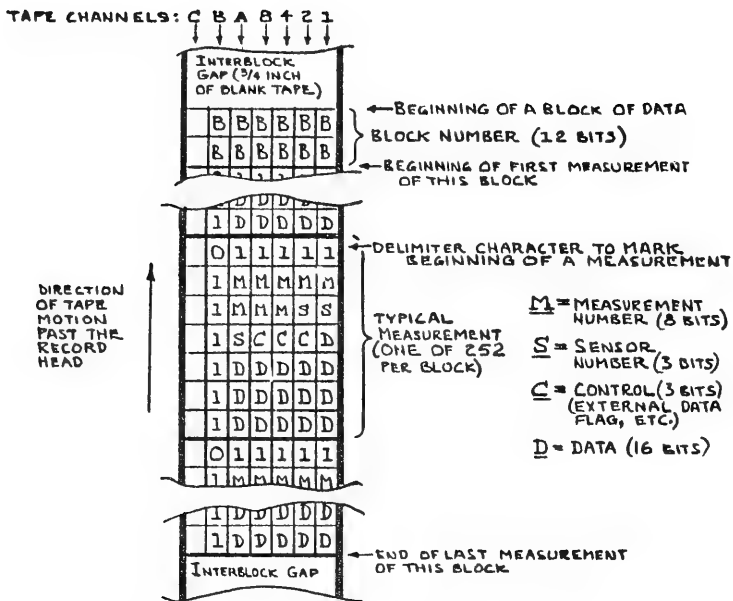 TAPE CHANNELS: C B A 8 4 2 1
INTERBLOCK
GAP (3/4 INCH
OF BLANK TAPE)
←BEGINNING OF A BLOCK OF DATA
B B B B B B
BLOCK NUMBER (12 BITS)
B B B B B B
←BEGINNING OF FIRST MEASUREMENT
OF THIS BLOCK
D D D D D
1 D D D D D
0 1 1 1 1 1
←DELIMITER CHARACTER TO MARK
BEGINNING OF A MEASUREMENT
1 M M M M M
1 M M M S S
1 S C C C D
1 D D D D D
1 D D D D D
1 D D D D D
0 1 1 1 1 1
1 M M M M M
DIRECTION
OF TAPE
MOTION
PAST THE
RECORD
HEAD
TYPICAL
MEASUREMENT
(ONE OF 252
PER BLOCK)
M = MEASUREMENT
NUMBER (8 BITS)
S = SENSOR
NUMBER (3 BITS)
C = CONTROL (3 BITS)
(EXTERNAL DATA
FLAG, ETC.)
D = DATA (16 BITS)
1 D D D D D
1 D D D D D
←END OF LAST MEASUREMENT
OF THIS BLOCK
INTERBLOCK GAP